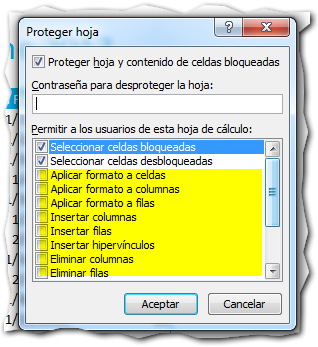 Proteger hoja
Proteger hoja y contenido de celdas bloqueadas
Contraseña para desproteger la hoja:
Permitir a los usuarios de esta hoja de cálculo:
Seleccionar celdas bloqueadas
Seleccionar celdas desbloqueadas
Aplicar formato a celdas
Aplicar formato a columnas
Aplicar formato a filas
Insertar columnas
Insertar filas
Insertar hipervínculos
Eliminar columnas
Eliminar filas
Aceptar
Cancelar